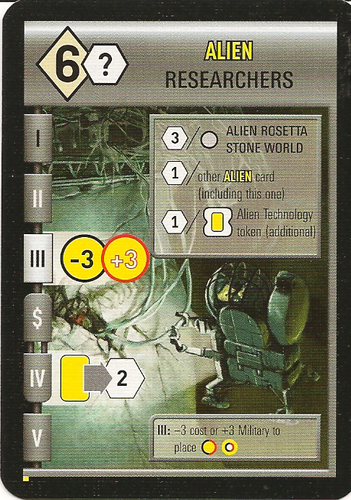 6 ?
ALIEN
RESEARCHERS
I
3 / ALIEN ROSETTA
STONE WORLD
II
1 / other ALIEN card
(including this one)
1 / Alien Technology
token (additional)
III
-3 +3
$
IV
2
V
III: -3 cost or +3 Military to
place